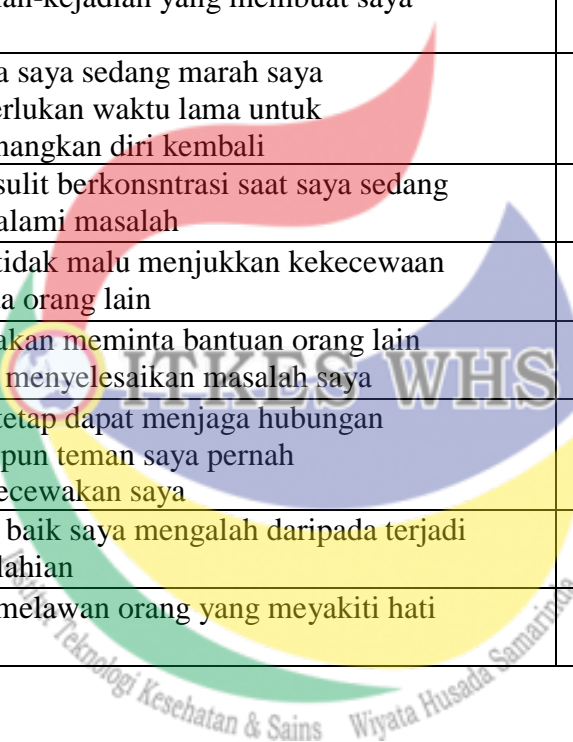 -kejadian yang membuat saya
a saya sedang marah saya
erlukan waktu lama untuk
nangkan diri kembali
sulit berkonsntrasi saat saya sedang
alami masalah
tidak malu menjukkan kekecewaan
a orang lain
akan meminta bantuan orang lain
menyelesaikan masalah saya
tetap dapat menjaga hubungan
pun teman saya pernah
ecewakan saya
baik saya mengalah daripada terjadi
lahian
melawan orang yang meyakiti hati
ITKES WHS
Institut Teknologi Kesehatan & Sains Wiyata Husada Samarinda